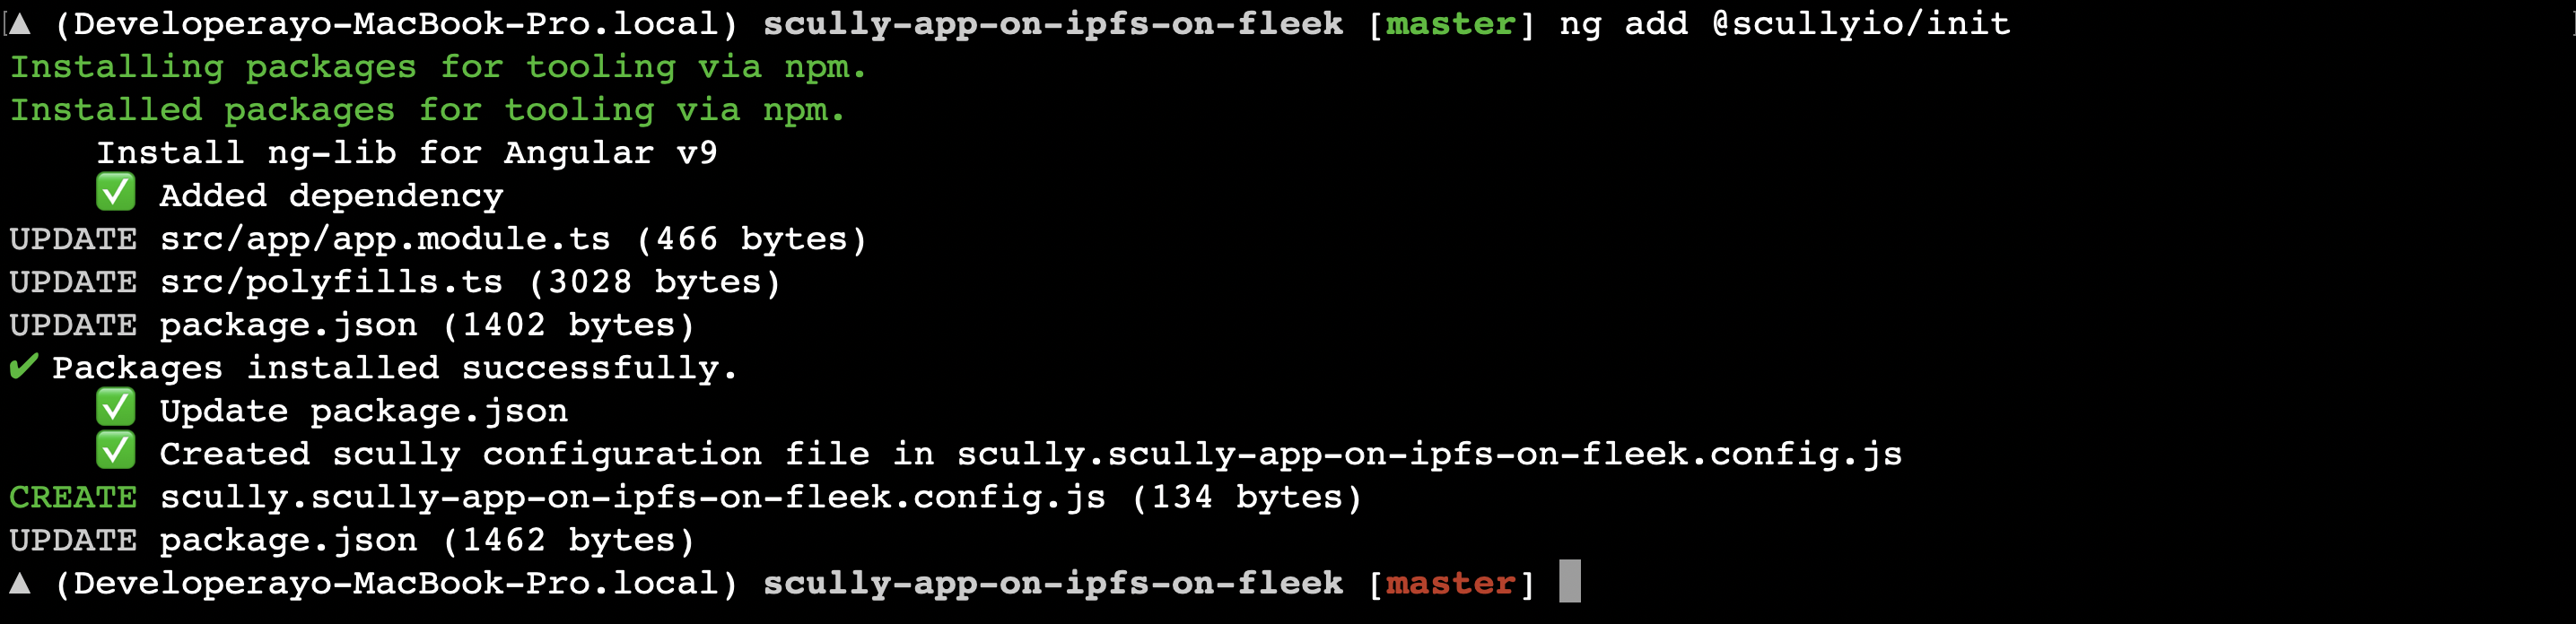 ▲ (Developerayo-MacBook-Pro.local) scully-app-on-ipfs-on-fleek [master] ng add @scullyio/init
Installing packages for tooling via npm.
Installed packages for tooling via npm.
Install ng-lib for Angular v9
✅ Added dependency
UPDATE src/app/app.module.ts (466 bytes)
UPDATE src/polyfills.ts (3028 bytes)
UPDATE package.json (1402 bytes)
✔ Packages installed successfully.
✅ Update package.json
✅ Created scully configuration file in scully.scully-app-on-ipfs-on-fleek.config.js
CREATE scully.scully-app-on-ipfs-on-fleek.config.js (134 bytes)
UPDATE package.json (1462 bytes)
▲ (Developerayo-MacBook-Pro.local) scully-app-on-ipfs-on-fleek [master]